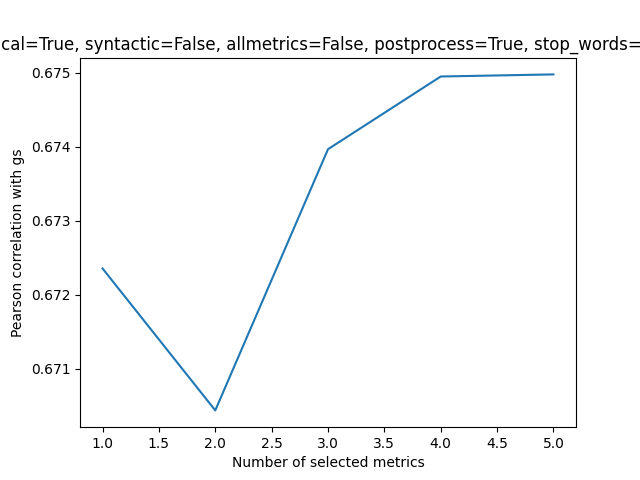 cal=True, syntactic=False, allmetrics=False, postprocess=True, stop_words=
0.675
0.674
0.673
0.672
0.671
Pearson correlation with gs
1.0 1.5 2.0 2.5 3.0 3.5 4.0 4.5 5.0
Number of selected metrics